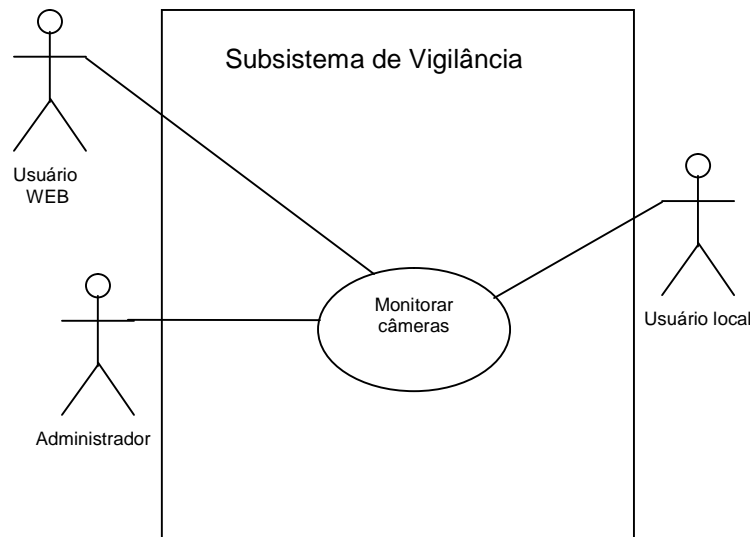 Subsistema de Vigilância
Usuário
WEB
Monitorar
câmeras
Usuário local
Administrador